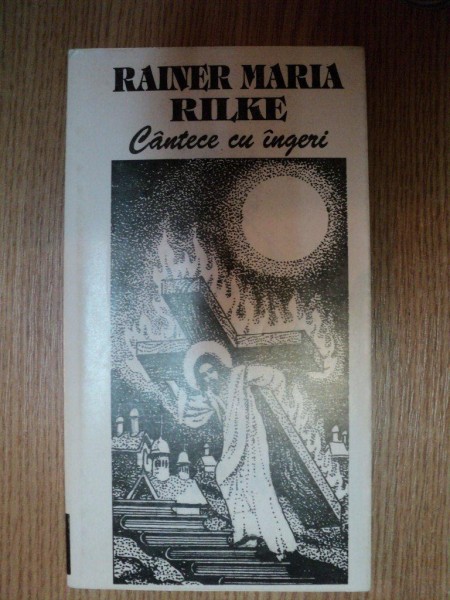 RAINER MARIA
RILKE
Cântece cu îngeri